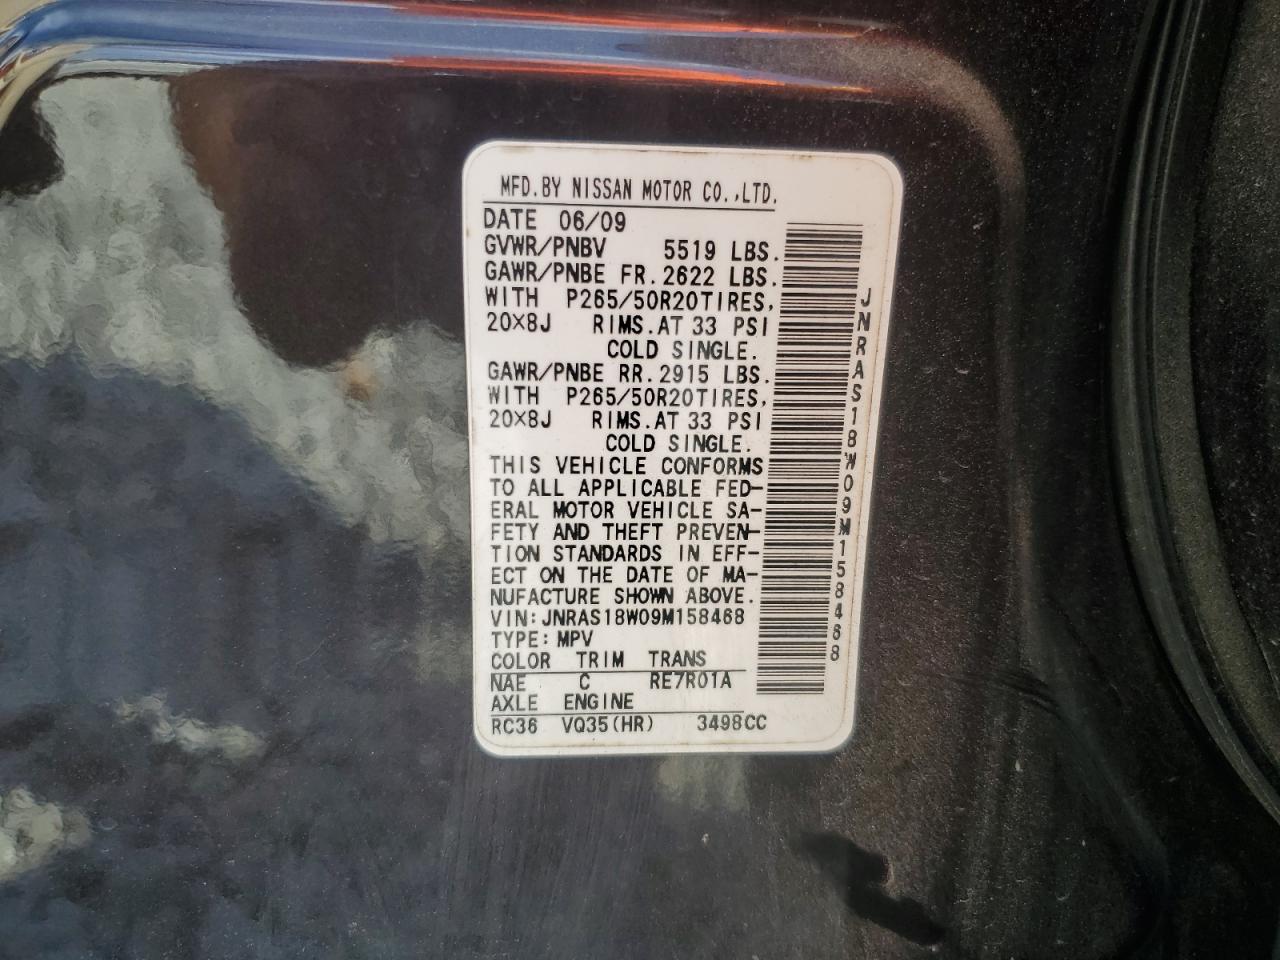 MFD.BY NISSAN MOTOR CO.,LTD.
DATE 06/09
GVWR/PNBV 5519 LBS.
GAWR/PNBE FR.2622 LBS.
WITH P265/50R20TIRES,
20×8J RIMS.AT 33 PSI
COLD SINGLE.
GAWR/PNBE RR.2915 LBS.
WITH P265/50R20TIRES,
20×8J RIMS.AT 33 PSI
COLD SINGLE.
THIS VEHICLE CONFORMS
TO ALL APPLICABLE FED-
ERAL MOTOR VEHICLE SA-
FETY AND THEFT PREVEN-
TION STANDARDS IN EFF-
ECT ON THE DATE OF MA-
NUFACTURE SHOWN ABOVE.
VIN:JNRAS18W09M158468
TYPE:MPV
COLOR TRIM TRANS
NAE C RE7R01A
AXLE ENGINE
RC36 VQ35(HR) 3498CC
JNRAS18W09M158468